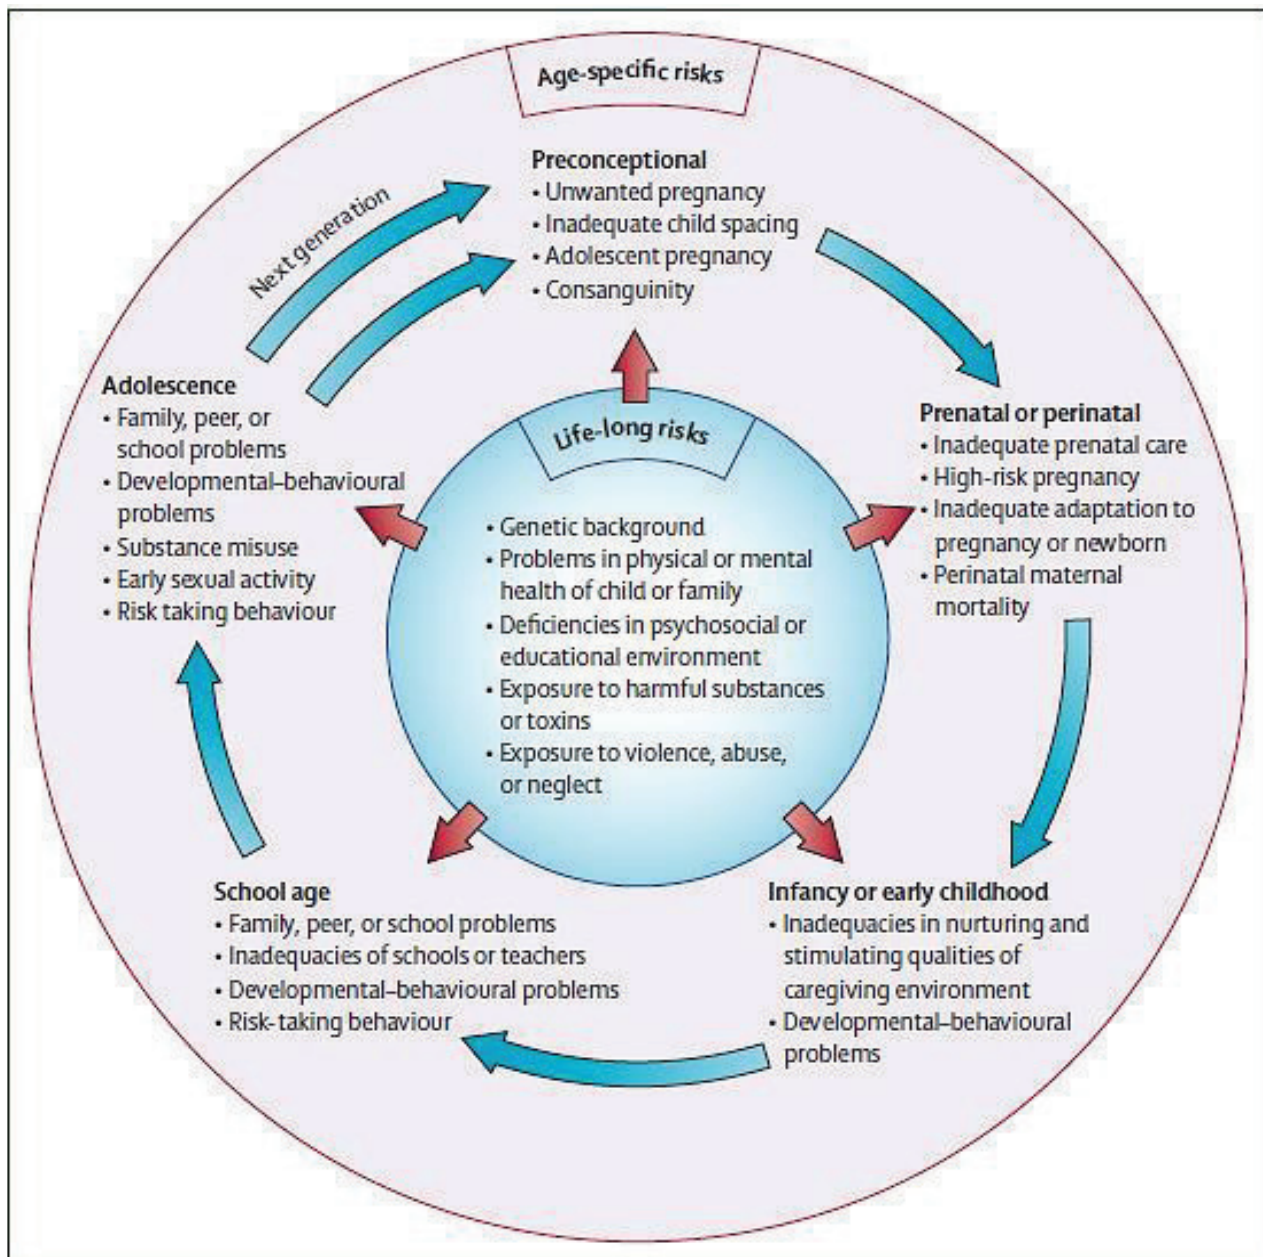 Age-specific risks
Preconceptional
• Unwanted pregnancy
• Inadequate child spacing
• Adolescent pregnancy
• Consanguinity
Next generation
Adolescence
• Family, peer, or
school problems
• Developmental–behavioural
problems
• Substance misuse
• Early sexual activity
• Risk taking behaviour
Prenatal or perinatal
• Inadequate prenatal care
• High-risk pregnancy
• Inadequate adaptation to
pregnancy or newborn
• Perinatal maternal
mortality
Life-long risks
• Genetic background
• Problems in physical or mental
health of child or family
• Deficiencies in psychosocial or
educational environment
• Exposure to harmful substances
or toxins
• Exposure to violence, abuse,
or neglect
School age
• Family, peer, or school problems
• Inadequacies of schools or teachers
• Developmental–behavioural problems
• Risk-taking behaviour
Infancy or early childhood
• Inadequacies in nurturing and
stimulating qualities of
caregiving environment
• Developmental–behavioural
problems